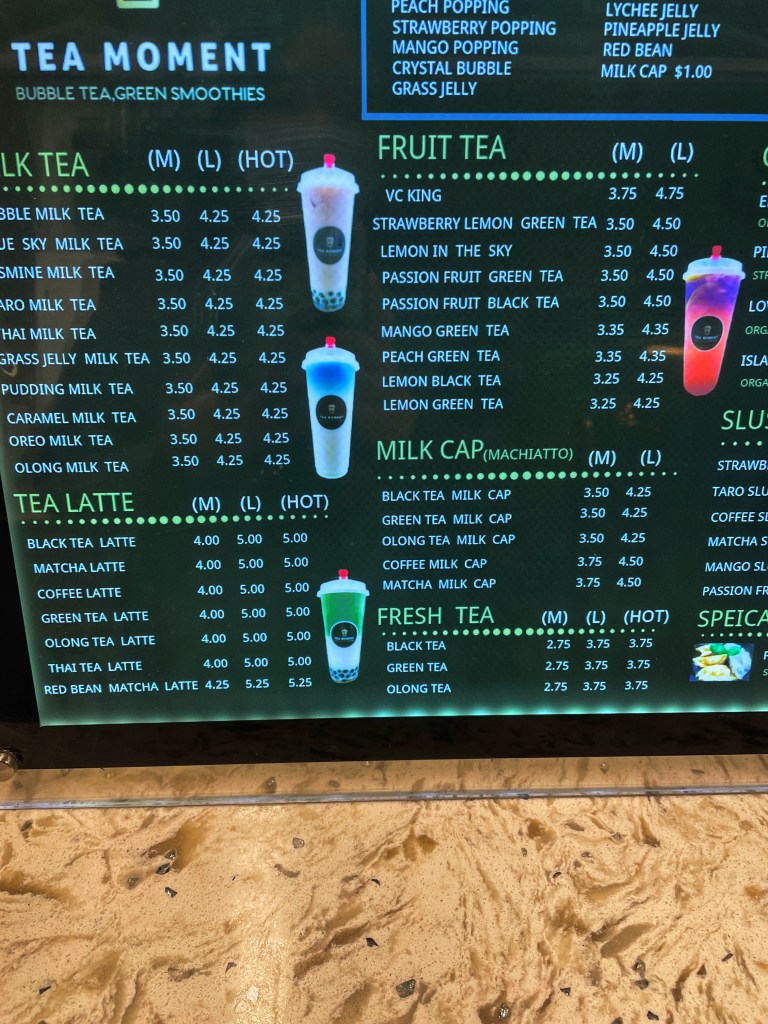 TEA MOMENT
BUBBLE TEA,GREEN SMOOTHIES
PEACH POPPING
STRAWBERRY POPPING
MANGO POPPING
CRYSTAL BUBBLE
GRASS JELLY
LYCHEE JELLY
PINEAPPLE JELLY
RED BEAN
MILK CAP $1.00
LK TEA (M) (L) (HOT)
BBLE MILK TEA 3.50 4.25 4.25
UE SKY MILK TEA 3.50 4.25 4.25
SMINE MILK TEA 3.50 4.25 4.25
ARO MILK TEA 3.50 4.25 4.25
THAI MILK TEA 3.50 4.25 4.25
GRASS JELLY MILK TEA 3.50 4.25 4.25
PUDDING MILK TEA 3.50 4.25 4.25
CARAMEL MILK TEA 3.50 4.25 4.25
OREO MILK TEA 3.50 4.25 4.25
OLONG MILK TEA 3.50 4.25 4.25
TEA LATTE (M) (L) (HOT)
BLACK TEA LATTE 4.00 5.00 5.00
MATCHA LATTE 4.00 5.00 5.00
COFFEE LATTE 4.00 5.00 5.00
GREEN TEA LATTE 4.00 5.00 5.00
OLONG TEA LATTE 4.00 5.00 5.00
THAI TEA LATTE 4.00 5.00 5.00
RED BEAN MATCHA LATTE 4.25 5.25 5.25
FRUIT TEA (M) (L)
VC KING 3.75 4.75
STRAWBERRY LEMON GREEN TEA 3.50 4.50
LEMON IN THE SKY 3.50 4.50
PASSION FRUIT GREEN TEA 3.50 4.50
PASSION FRUIT BLACK TEA 3.50 4.50
MANGO GREEN TEA 3.35 4.35
PEACH GREEN TEA 3.35 4.35
LEMON BLACK TEA 3.25 4.25
LEMON GREEN TEA 3.25 4.25
MILK CAP(MACHIATTO) (M) (L)
BLACK TEA MILK CAP 3.50 4.25
GREEN TEA MILK CAP 3.50 4.25
OLONG TEA MILK CAP 3.50 4.25
COFFEE MILK CAP 3.75 4.50
MATCHA MILK CAP 3.75 4.50
FRESH TEA (M) (L) (HOT)
BLACK TEA 2.75 3.75 3.75
GREEN TEA 2.75 3.75 3.75
OLONG TEA 2.75 3.75 3.75
PI
STR
LO
ORGA
ISLA
ORGA
SLUS
STRAWB
TARO SLU
COFFEE SL
MATCHA S
MANGO SL
PASSION FR
SPEICA